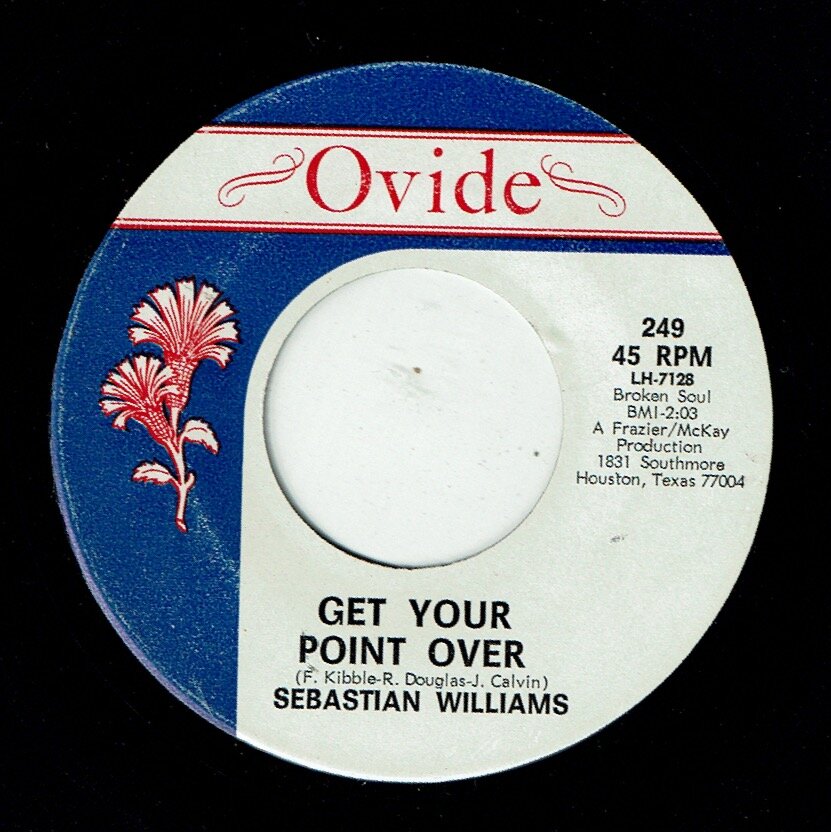 Ovide
249
45 RPM
LH-7128
Broken Soul
BMI-2:03
A Frazier/McKay
Production
1831 Southmore
Houston, Texas 77004
GET YOUR
POINT OVER
(F. Kibble-R. Douglas-J. Calvin)
SEBASTIAN WILLIAMS